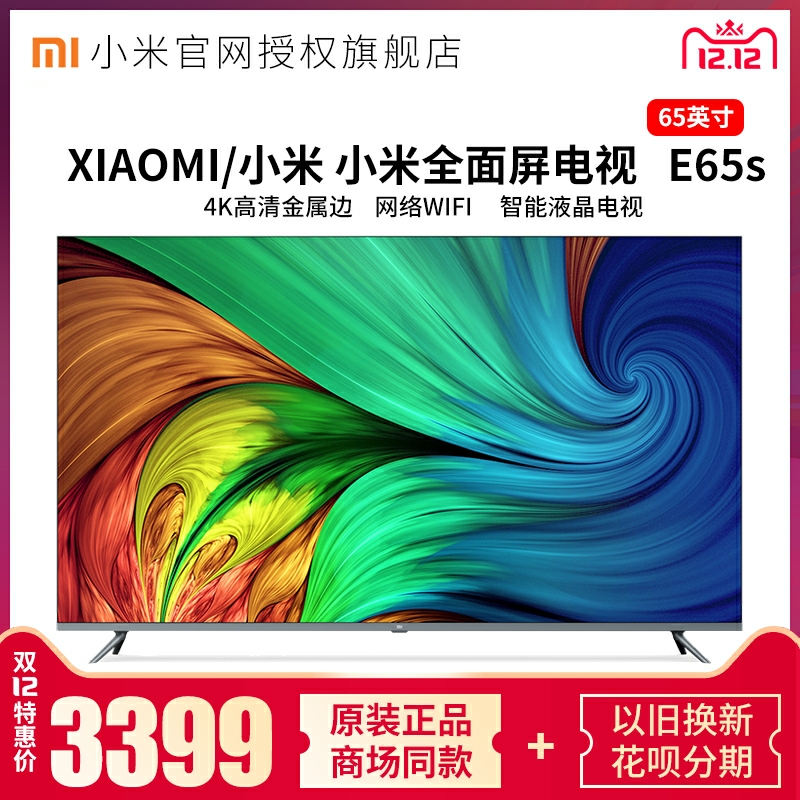 小米官网授权旗舰店
12.12
65英寸
XIAOMI/小米 小米全面屏电视 E65s
4K高清金属边 网络WIFI 智能液晶电视
双12特惠价
3399
原装正品
商场同款
+
以旧换新
花呗分期